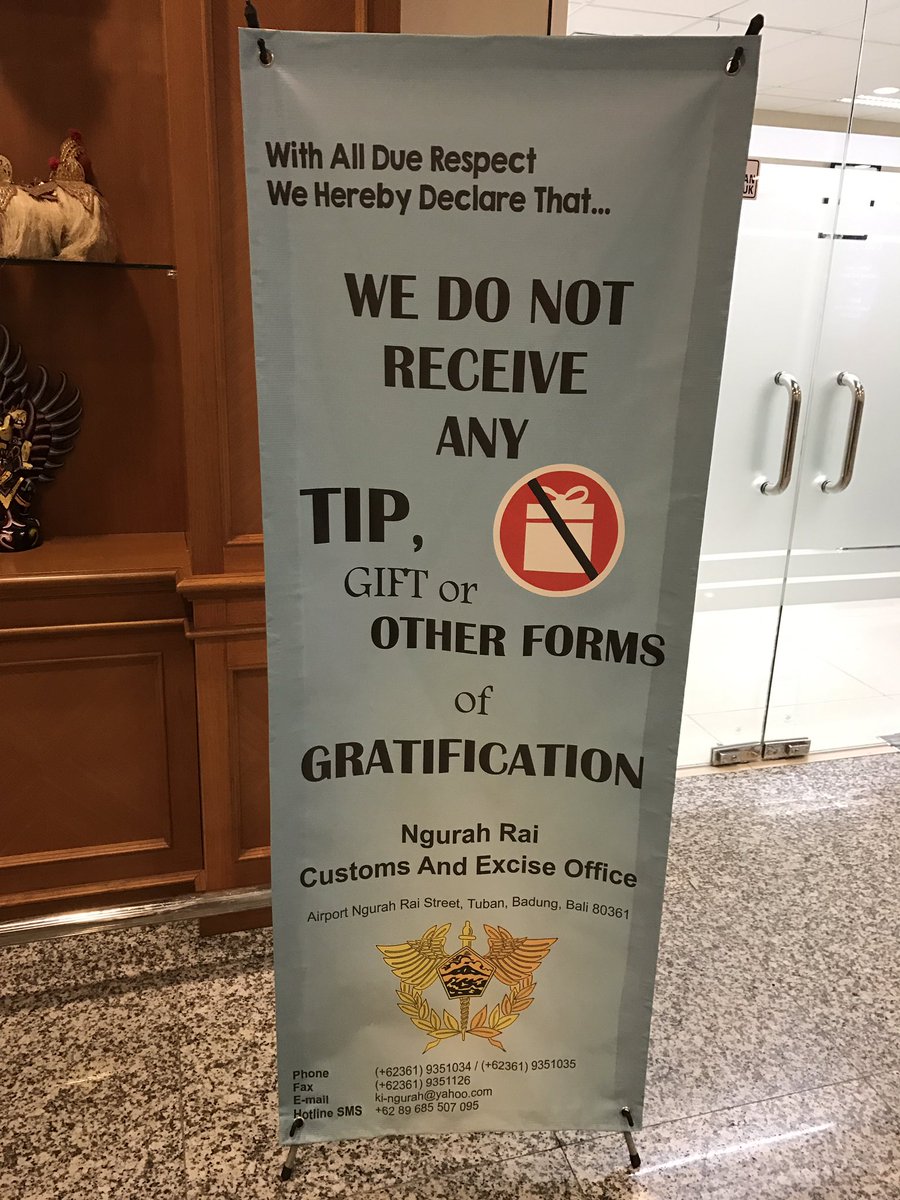 With All Due Respect
We Hereby Declare That...
WE DO NOT
RECEIVE
ANY
TIP,
GIFT or
OTHER FORMS
of
GRATIFICATION
Ngurah Rai
Customs And Excise Office
Airport Ngurah Rai Street, Tuban, Badung, Bali 80361
Phone (+62361) 9351034 / (+62361) 9351035
Fax (+62361) 9351126
E-mail ki-ngurah@yahoo.com
Hotline SMS +62 89 685 507 095